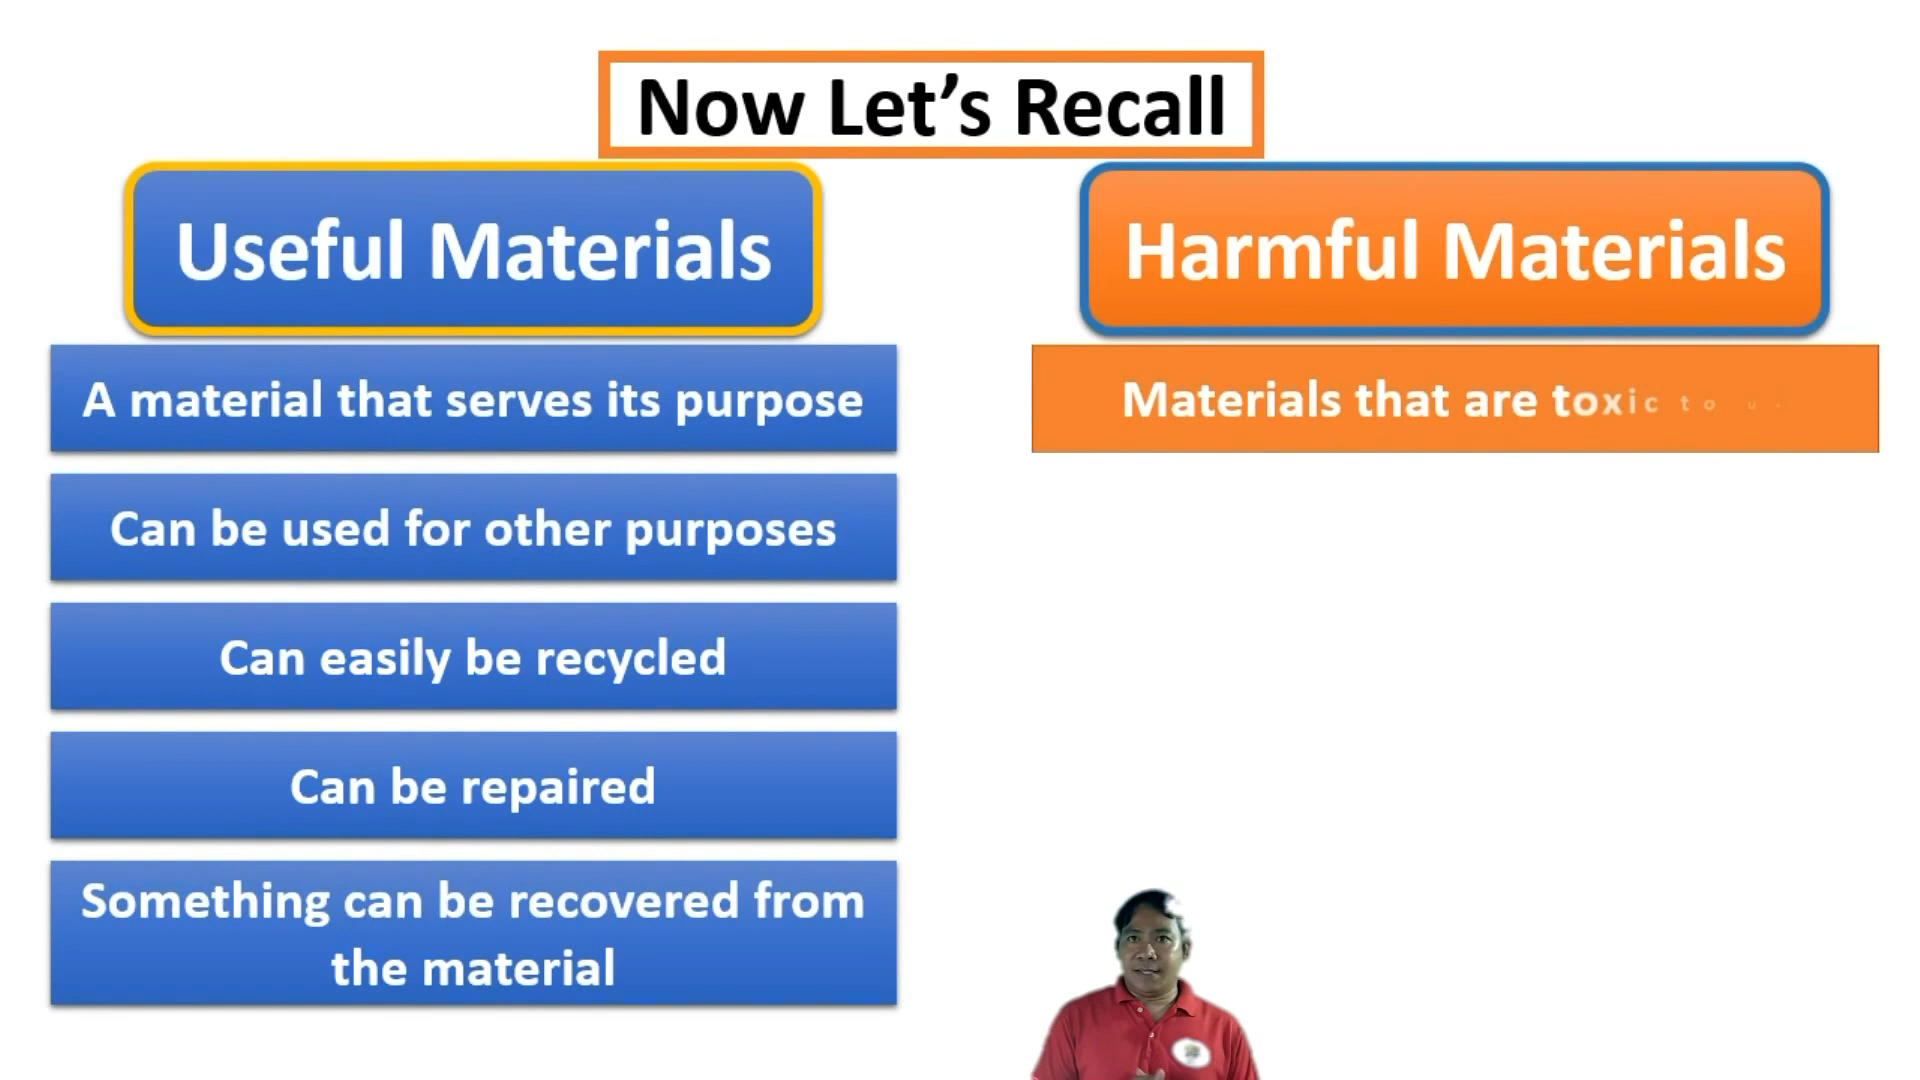 Now Let’s Recall
Useful Materials
A material that serves its purpose
Can be used for other purposes
Can easily be recycled
Can be repaired
Something can be recovered from
the material
Harmful Materials
Materials that are toxic to